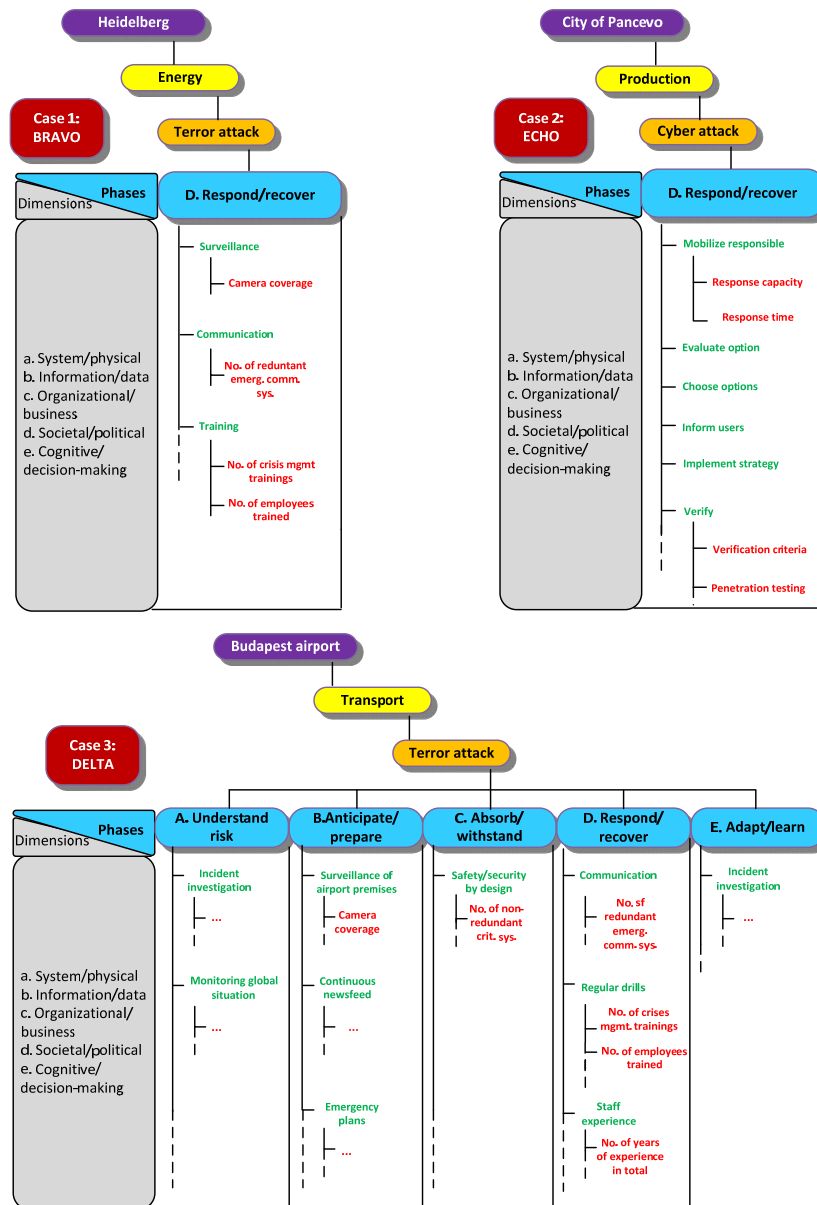 Heidelberg
Energy
Case 1:
BRAVO
Terror attack
Phases
Dimensions
D. Respond/recover
a. System/physical
b. Information/data
c. Organizational/
business
d. Societal/political
e. Cognitive/
decision-making
Surveillance
Camera coverage
Communication
No. of reduntant
emerg. comm.
sys.
Training
No. of crisis mgmt
trainings
No. of employees
trained
City of Pancevo
Production
Case 2:
ECHO
Cyber attack
Phases
Dimensions
D. Respond/recover
a. System/physical
b. Information/data
c. Organizational/
business
d. Societal/political
e. Cognitive/
decision-making
Mobilize responsible
Response capacity
Response time
Evaluate option
Choose options
Inform users
Implement strategy
Verify
Verification criteria
Penetration testing
Budapest airport
Transport
Case 3:
DELTA
Terror attack
Phases
Dimensions
a. System/physical
b. Information/data
c. Organizational/
business
d. Societal/political
e. Cognitive/
decision-making
A. Understand
risk
Incident
investigation
...
Monitoring global
situation
...
B.Anticipate/
prepare
Surveillance of
airport premises
Camera
coverage
Continuous
newsfeed
...
Emergency
plans
...
C. Absorb/
withstand
Safety/security
by design
No. of non-
redundant
crit. sys.
D. Respond/
recover
Communication
No. sf
redundant
emerg.
comm. sys.
Regular drills
No. of crises
mgmt. trainings
No. of employees
trained
Staff
experience
No. of years
of experience
in total
E. Adapt/learn
Incident
investigation
...